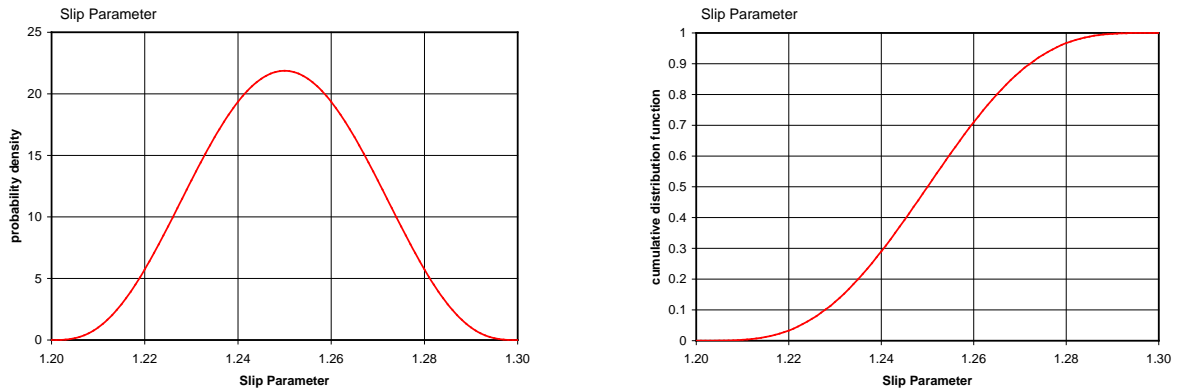 Slip Parameter
25
20
15
10
5
0
1.20 1.22 1.24 1.26 1.28 1.30
Slip Parameter
probability density
Slip Parameter
1
0.9
0.8
0.7
0.6
0.5
0.4
0.3
0.2
0.1
0
1.20 1.22 1.24 1.26 1.28 1.30
Slip Parameter
cumulative distribution function